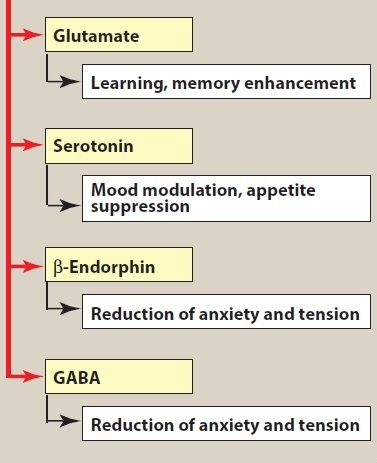 Glutamate
Learning, memory enhancement
Serotonin
Mood modulation, appetite
suppression
β-Endorphin
Reduction of anxiety and tension
GABA
Reduction of anxiety and tension